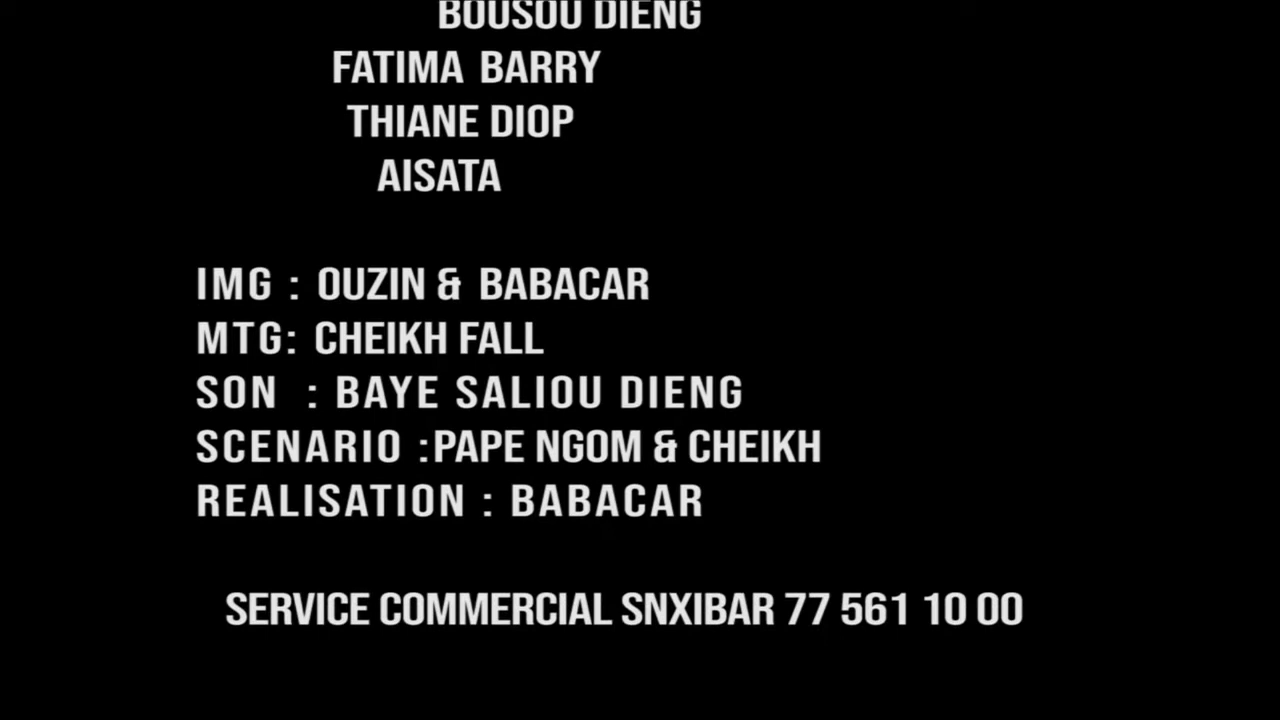 BOUSOU DIENG
FATIMA BARRY
THIANE DIOP
AISATA
IMG : OUZIN & BABACAR
MTG: CHEIKH FALL
SON : BAYE SALIOU DIENG
SCENARIO :PAPE NGOM & CHEIKH
REALISATION : BABACAR
SERVICE COMMERCIAL SNXIBAR 77 561 10 00